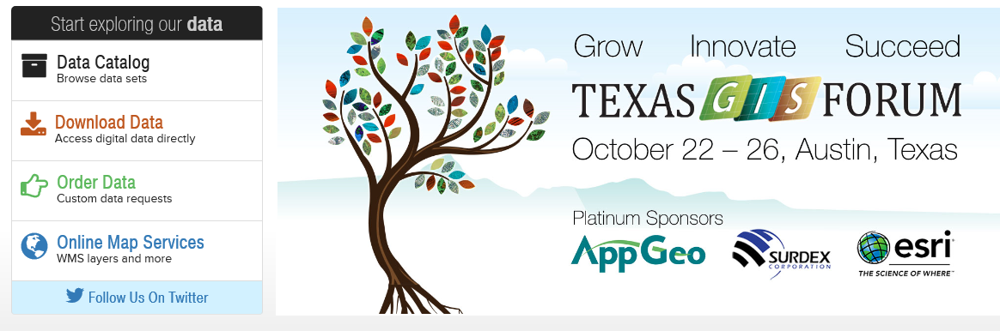 Start exploring our data
Data Catalog
Browse data sets
Download Data
Access digital data directly
Order Data
Custom data requests
Online Map Services
WMS layers and more
Follow Us On Twitter
Grow Innovate Succeed
TEXAS GIS FORUM
October 22 – 26, Austin, Texas
Platinum Sponsors
AppGeo
SURDEX
CORPORATION
esri
THE SCIENCE OF WHERE™